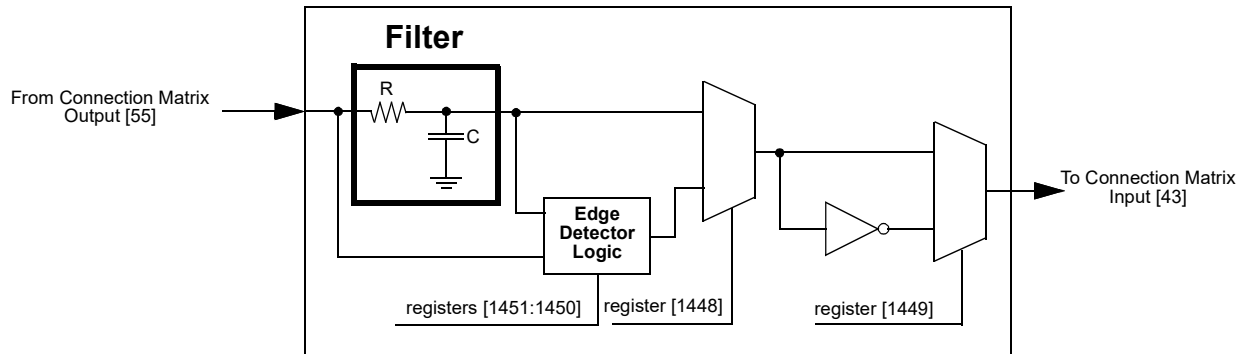 Filter
R
C
From Connection Matrix
Output [55]
Edge
Detector
Logic
To Connection Matrix
Input [43]
registers [1451:1450]
register [1448]
register [1449]